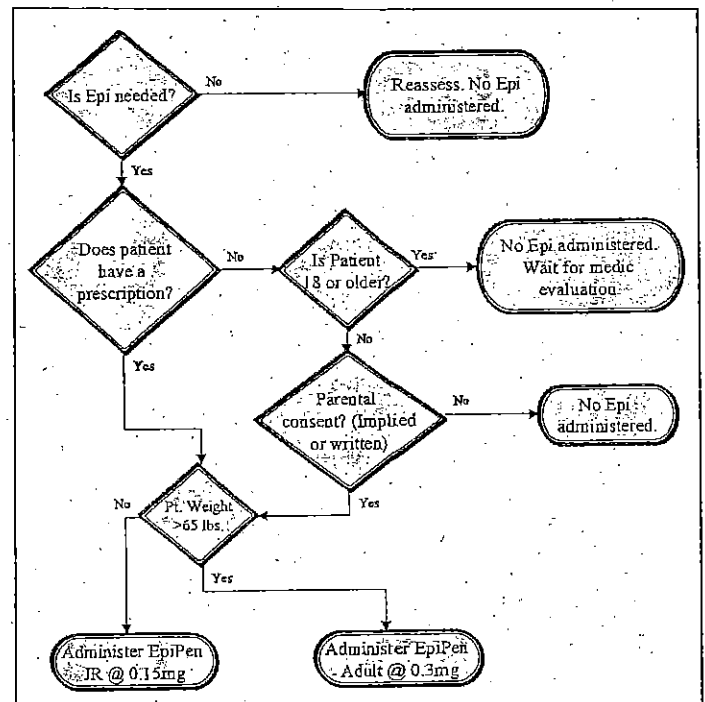 Is Epi needed?
No
Reassess. No Epi
administered.
Yes
Does patient
have a
prescription?
No
Is Patient
18 or older?
Yes
No Epi administered.
Wait for medic
evaluation
No
Yes
Parental
consent? (Implied
or written)
No
No Epi
administered.
Yes
Pt. Weight
>65 lbs.
No
Yes
Administer EpiPen
JR @ 0.15mg
Administer EpiPen
Adult @ 0.3mg